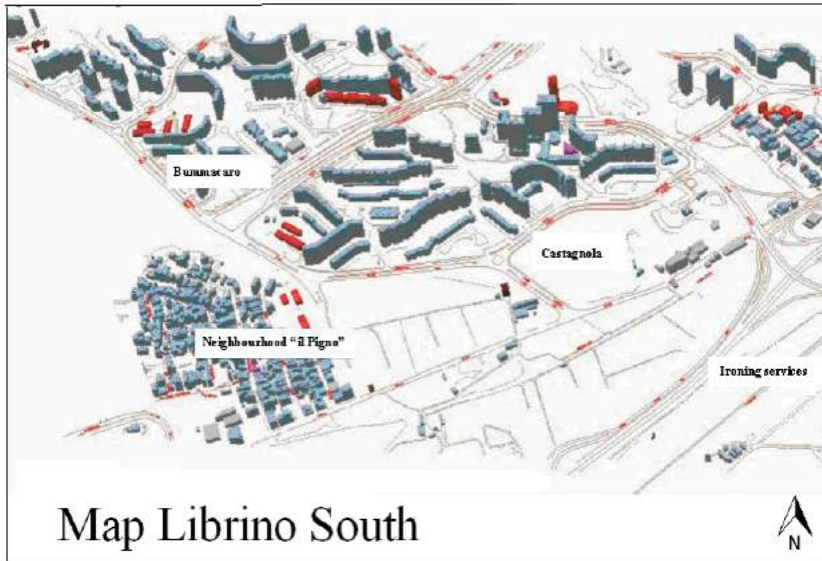 Bummacaro
Castagnola
Neighbourhood "il Pigno"
Ironing services
Map Librino South
N